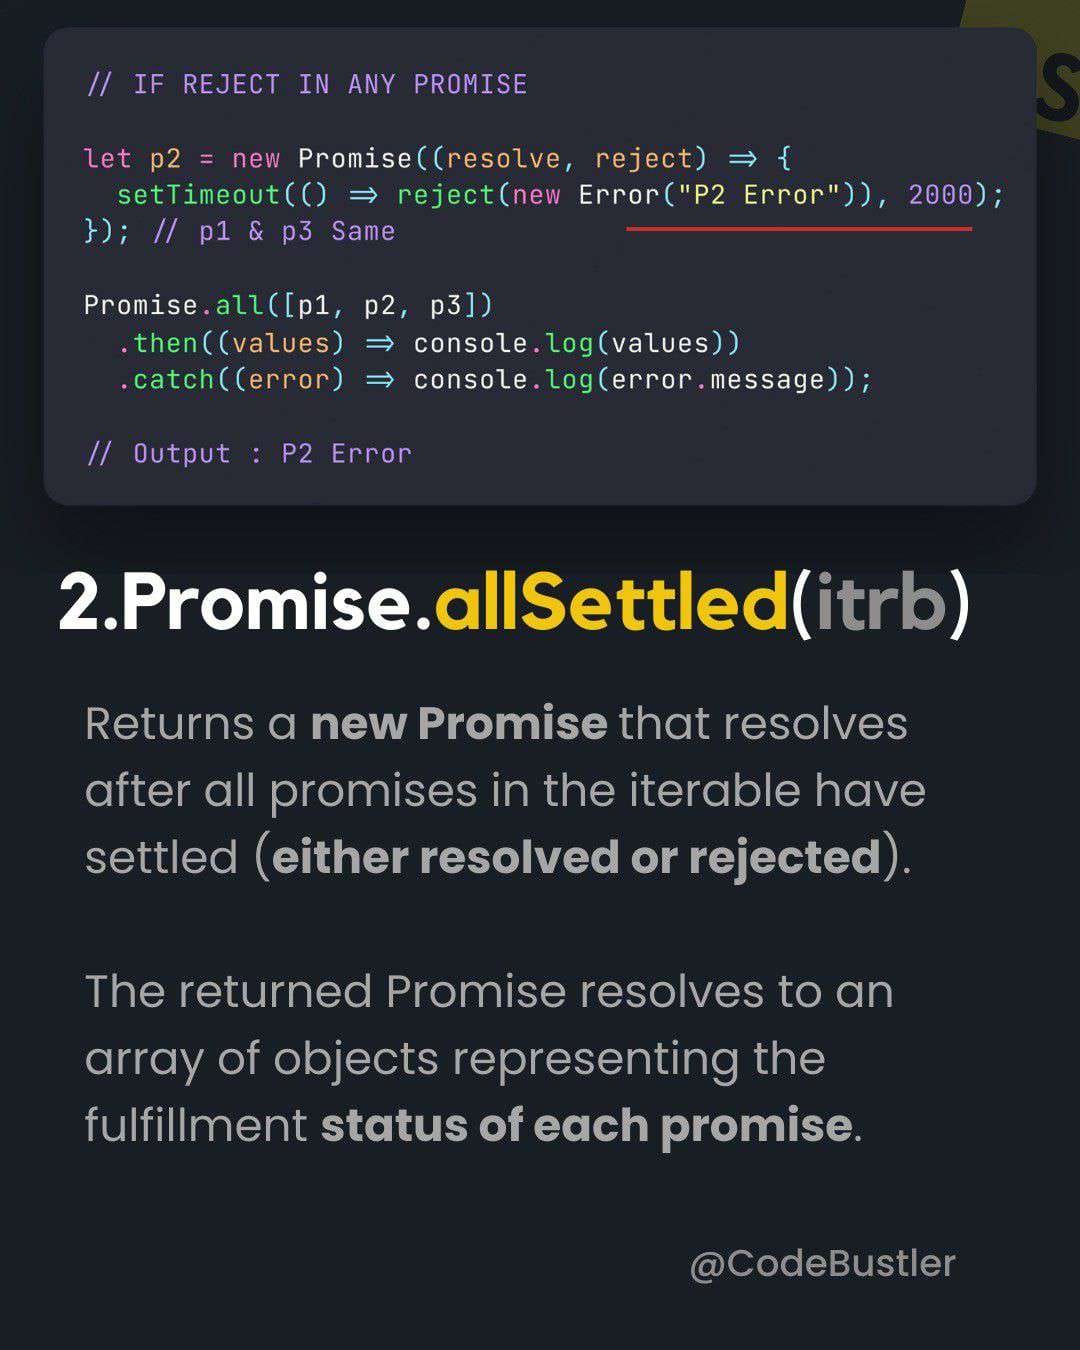 // IF REJECT IN ANY PROMISE
let p2 = new Promise((resolve, reject) => {
  setTimeout(() => reject(new Error("P2 Error")), 2000);
}); // p1 & p3 Same
Promise.all([p1, p2, p3])
  .then((values) => console.log(values))
  .catch((error) => console.log(error.message));
// Output : P2 Error
S
2.Promise.allSettled(itrb)
Returns a new Promise that resolves
after all promises in the iterable have
settled (either resolved or rejected).
The returned Promise resolves to an
array of objects representing the
fulfillment status of each promise.
@CodeBustler